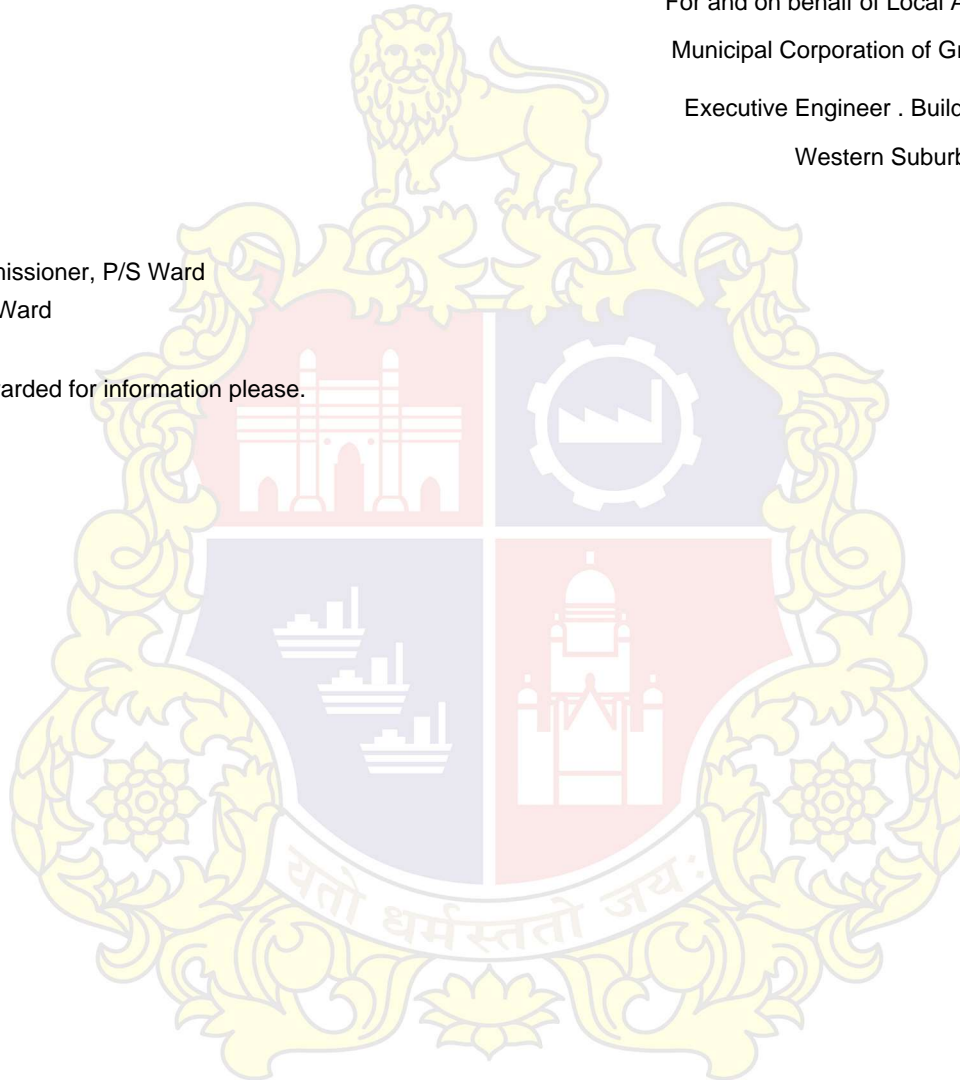 For and on behalf of Local A
Municipal Corporation of Gr
Executive Engineer . Build
Western Suburb
missioner, P/S Ward
Ward
arded for information please.
यतो धर्मस्ततो जय: